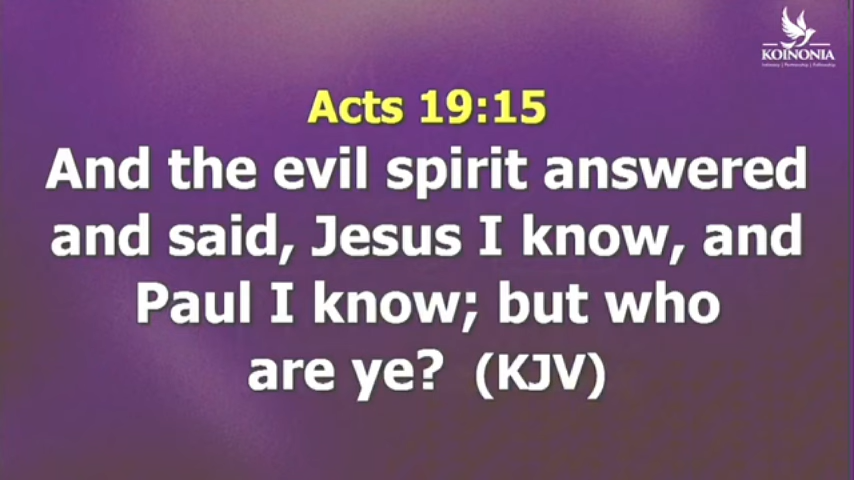 KOINONIA
Acts 19:15
And the evil spirit answered
and said, Jesus I know, and
Paul I know; but who
are ye? (KJV)